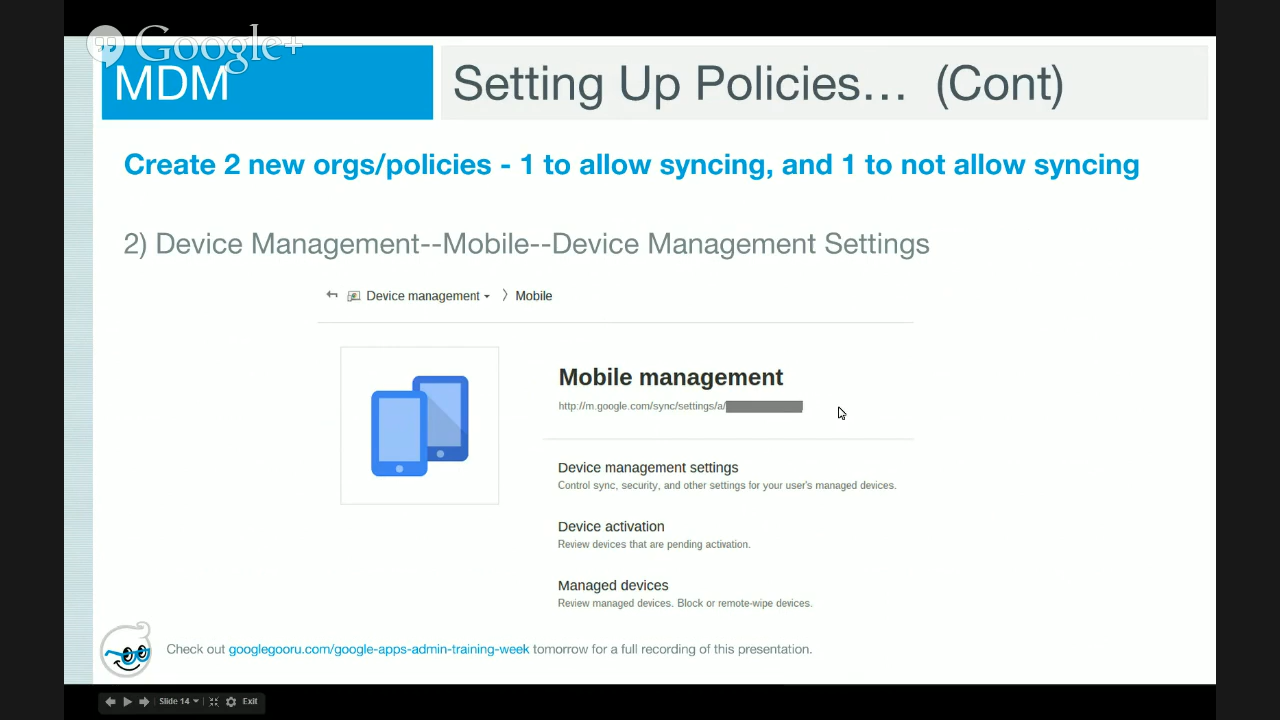 Google+
MDM
Setting Up Policies… (Cont)
Create 2 new orgs/policies - 1 to allow syncing, and 1 to not allow syncing
2) Device Management--Mobile--Device Management Settings
Device management 〉 Mobile
Mobile management
http://m.google.com/sync/settings/a/
Device management settings
Control sync, security, and other settings for your user's managed devices.
Device activation
Review devices that are pending activation.
Managed devices
Review managed devices. Block or remote-wipe devices.
Check out googlegooru.com/google-apps-admin-training-week tomorrow for a full recording of this presentation.
Slide 14 Exit